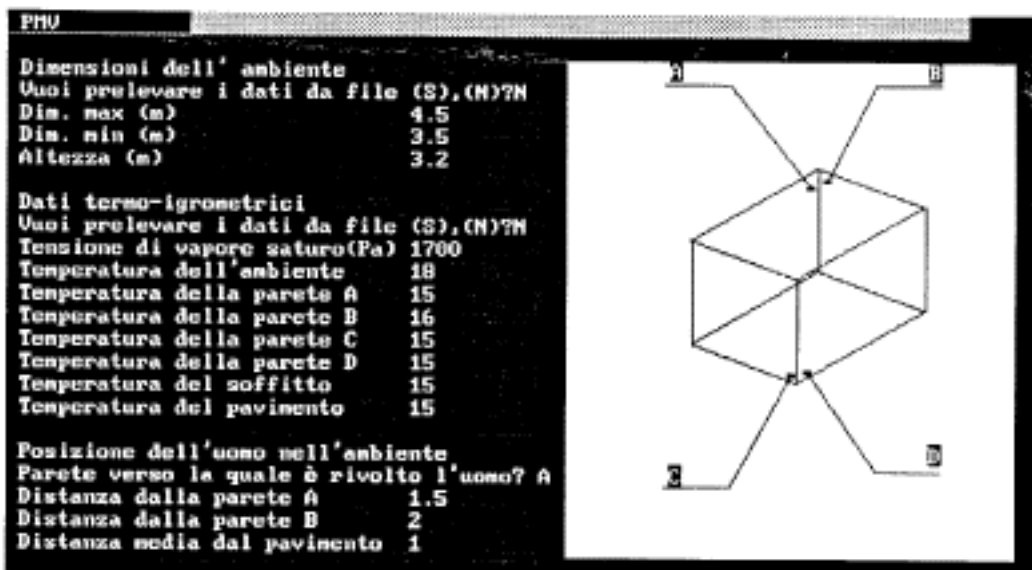 PMV
Dimensioni dell' ambiente
Vuoi prelevare i dati da file (S),(N)?N
Dim. max (m) 4.5
Dim. min (m) 3.5
Altezza (m) 3.2
Dati termo-igrometrici
Vuoi prelevare i dati da file (S),(N)?N
Tensione di vapore saturo(Pa) 1700
Temperatura dell'ambiente 18
Temperatura della parete A 15
Temperatura della parete B 16
Temperatura della parete C 15
Temperatura della parete D 15
Temperatura del soffitto 15
Temperatura del pavimento 15
Posizione dell'uomo nell'ambiente
Parete verso la quale è rivolto l'uomo? A
Distanza dalla parete A 1.5
Distanza dalla parete B 2
Distanza media dal pavimento 1
A
B
C
D